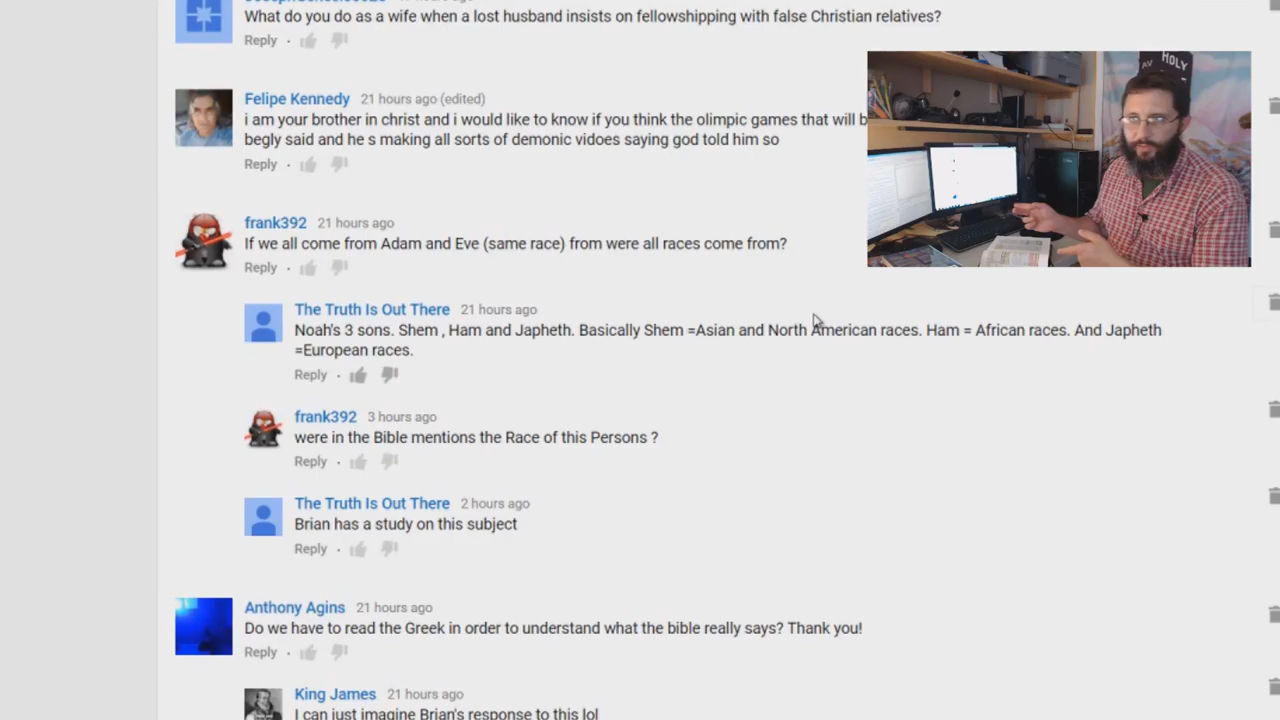 What do you do as a wife when a lost husband insists on fellowshipping with false Christian relatives?
Reply
Felipe Kennedy 21 hours ago (edited)
i am your brother in christ and i would like to know if you think the olimpic games that will b
begly said and he s making all sorts of demonic vidoes saying god told him so
Reply
AV HOLY
frank392 21 hours ago
If we all come from Adam and Eve (same race) from were all races come from?
Reply
The Truth Is Out There 21 hours ago
Noah's 3 sons. Shem , Ham and Japheth. Basically Shem =Asian and North American races. Ham = African races. And Japheth
=European races.
Reply
frank392 3 hours ago
were in the Bible mentions the Race of this Persons ?
Reply
The Truth Is Out There 2 hours ago
Brian has a study on this subject
Reply
Anthony Agins 21 hours ago
Do we have to read the Greek in order to understand what the bible really says? Thank you!
Reply
King James 21 hours ago
I can just imagine Brian's response to this lol